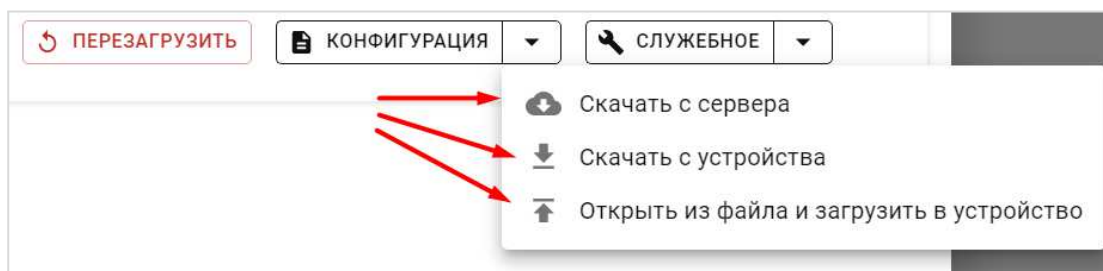 ПЕРЕЗАГРУЗИТЬ КОНФИГУРАЦИЯ СЛУЖЕБНОЕ
Скачать с сервера
Скачать с устройства
Открыть из файла и загрузить в устройство